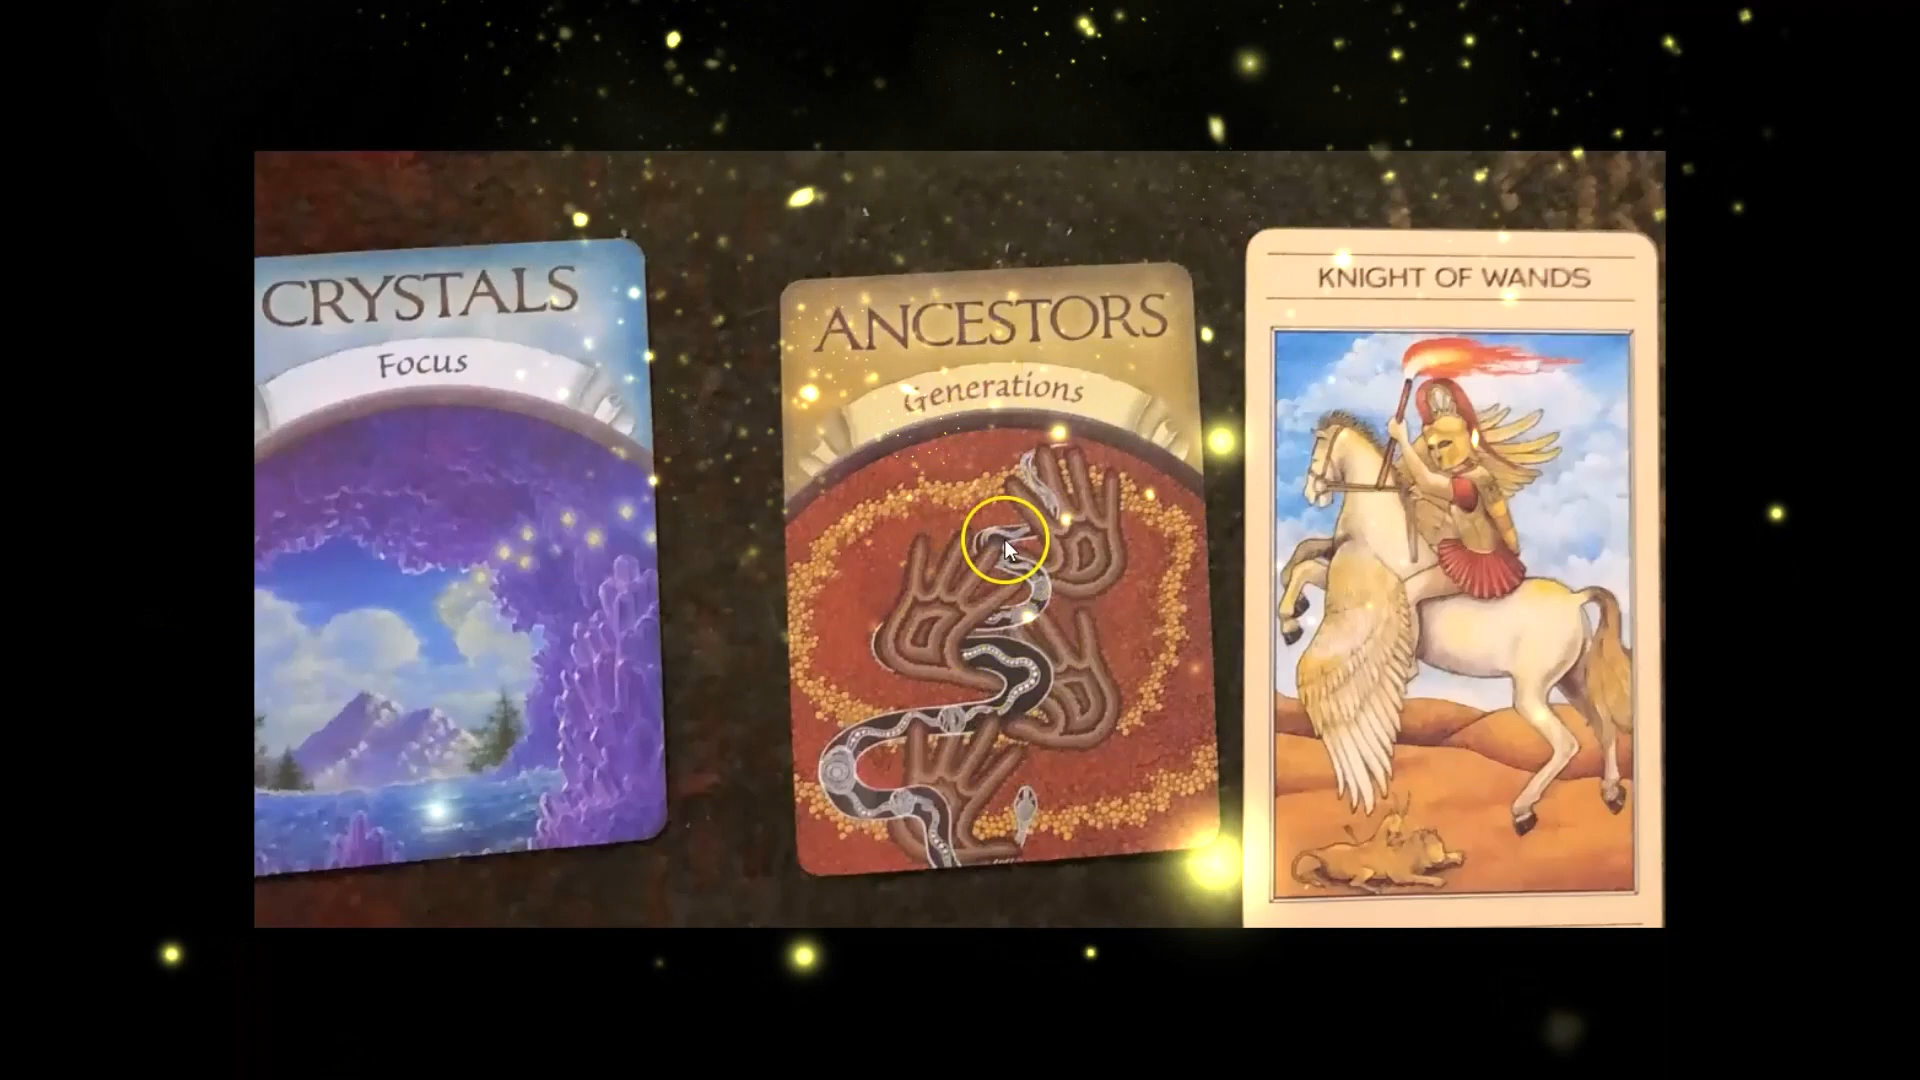 CRYSTALS
Focus
ANCESTORS
Generations
KNIGHT OF WANDS